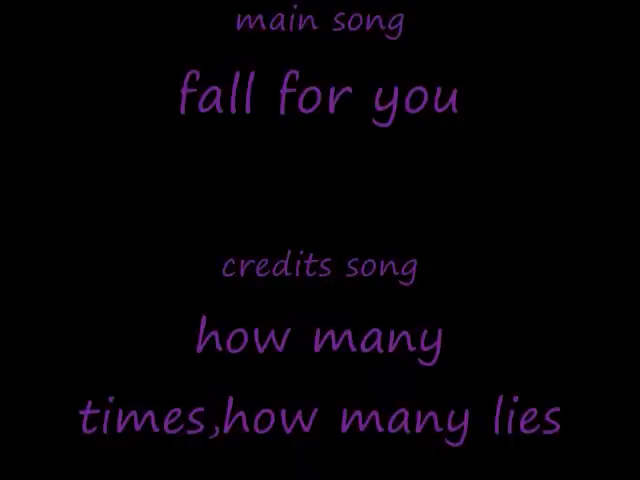 main song
fall for you
credits song
how many
times,how many lies